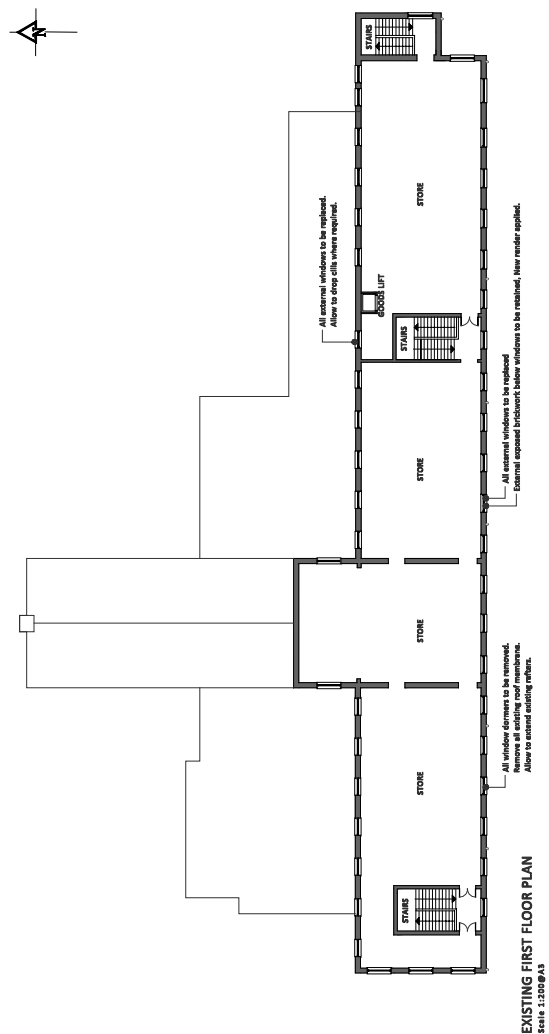 N
STAIRS
STORE
All external windows to be replaced.
Allow to drop cills where required.
GOODS LIFT
STAIRS
STORE
All external windows to be replaced
External exposed brickwork below windows to be retained, New render applied.
STORE
All window dormers to be removed.
Remove all existing roof membrane.
Allow to extend existing rafters.
STORE
STAIRS
EXISTING FIRST FLOOR PLAN
scale 1:200@A3